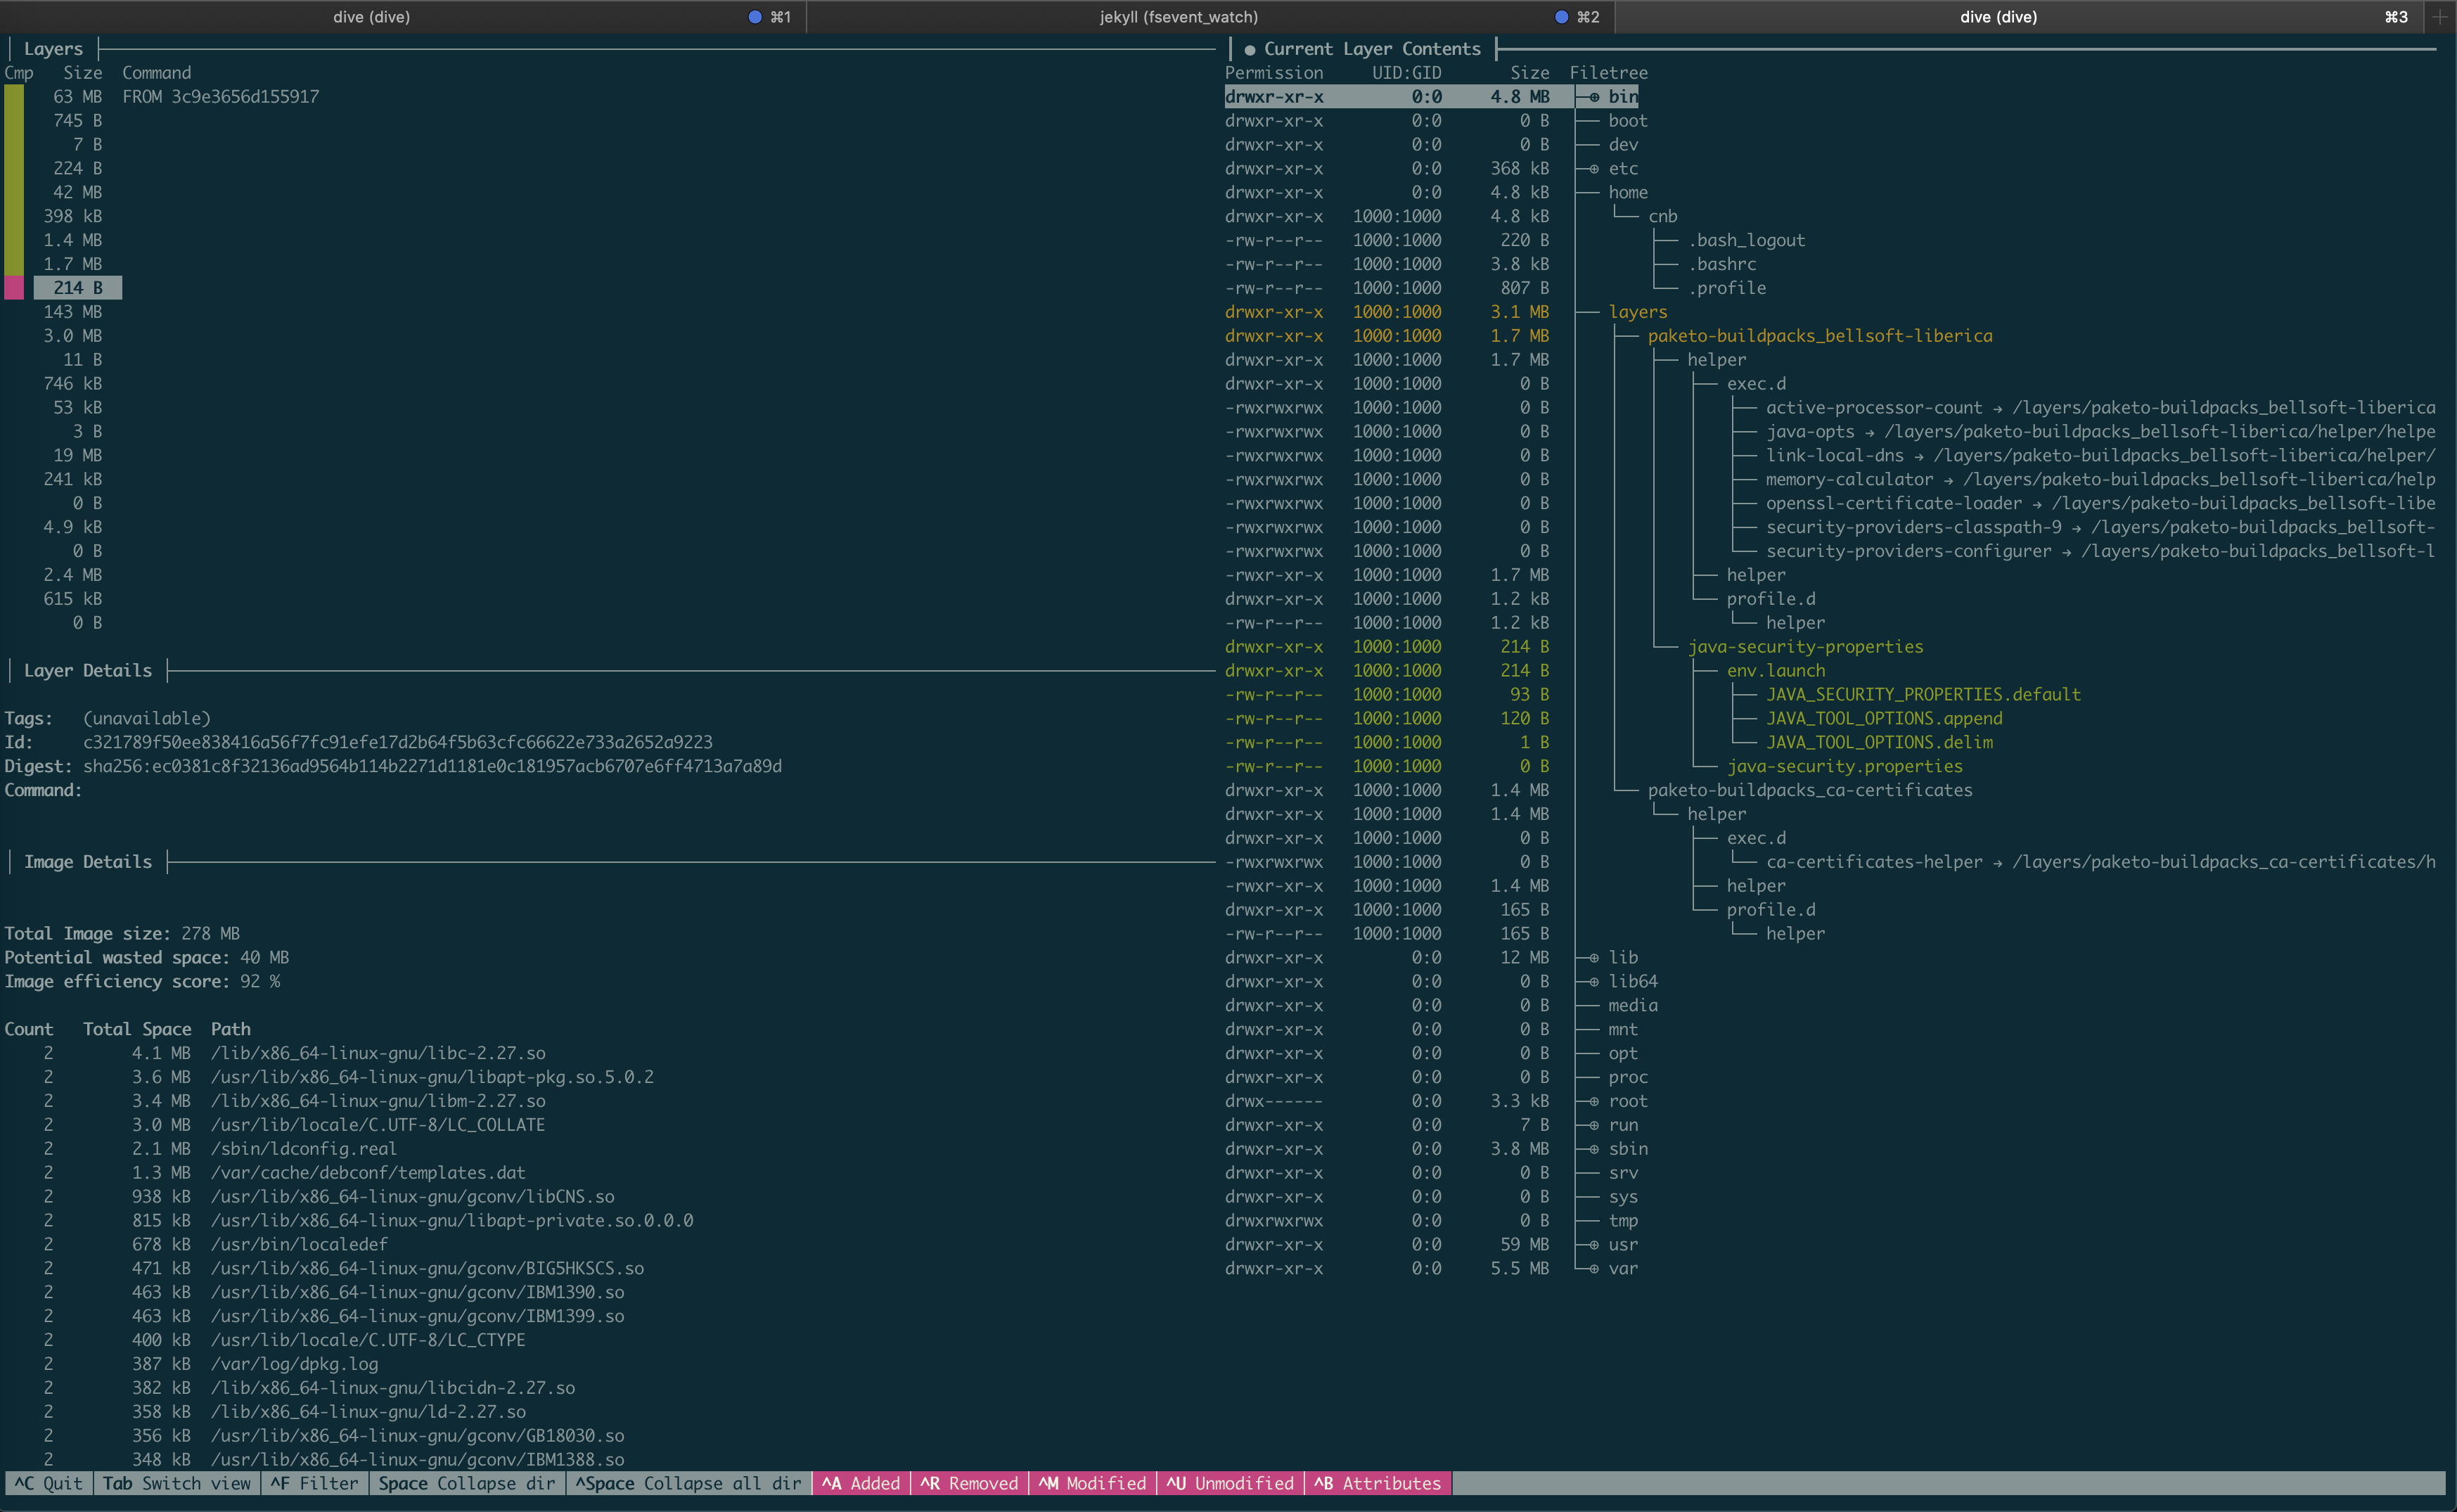 dive (dive) ⌘1 jekyll (fsevent_watch) ⌘2 dive (dive) ⌘3
Layers
Cmp Size Command
63 MB FROM 3c9e3656d155917
745 B
7 B
224 B
42 MB
398 kB
1.4 MB
1.7 MB
214 B
143 MB
3.0 MB
11 B
746 kB
53 kB
3 B
19 MB
241 kB
0 B
4.9 kB
0 B
2.4 MB
615 kB
0 B
Layer Details
Tags: (unavailable)
Id: c321789f50ee838416a56f7fc91efe17d2b64f5b63cfc66622e733a2652a9223
Digest: sha256:ec0381c8f32136ad9564b114b2271d1181e0c181957acb6707e6ff4713a7a89d
Command:
Image Details
Total Image size: 278 MB
Potential wasted space: 40 MB
Image efficiency score: 92 %
Count Total Space Path
2 4.1 MB /lib/x86_64-linux-gnu/libc-2.27.so
2 3.6 MB /usr/lib/x86_64-linux-gnu/libapt-pkg.so.5.0.2
2 3.4 MB /lib/x86_64-linux-gnu/libm-2.27.so
2 3.0 MB /usr/lib/locale/C.UTF-8/LC_COLLATE
2 2.1 MB /sbin/ldconfig.real
2 1.3 MB /var/cache/debconf/templates.dat
2 938 kB /usr/lib/x86_64-linux-gnu/gconv/libCNS.so
2 815 kB /usr/lib/x86_64-linux-gnu/libapt-private.so.0.0.0
2 678 kB /usr/bin/localedef
2 471 kB /usr/lib/x86_64-linux-gnu/gconv/BIG5HKSCS.so
2 463 kB /usr/lib/x86_64-linux-gnu/gconv/IBM1390.so
2 463 kB /usr/lib/x86_64-linux-gnu/gconv/IBM1399.so
2 400 kB /usr/lib/locale/C.UTF-8/LC_CTYPE
2 387 kB /var/log/dpkg.log
2 382 kB /lib/x86_64-linux-gnu/libcidn-2.27.so
2 358 kB /lib/x86_64-linux-gnu/ld-2.27.so
2 356 kB /usr/lib/x86_64-linux-gnu/gconv/GB18030.so
2 348 kB /usr/lib/x86_64-linux-gnu/gconv/IBM1388.so
● Current Layer Contents
Permission UID:GID Size Filetree
drwxr-xr-x 0:0 4.8 MB ├─⊕ bin
drwxr-xr-x 0:0 0 B ├── boot
drwxr-xr-x 0:0 0 B ├── dev
drwxr-xr-x 0:0 368 kB ├─⊕ etc
drwxr-xr-x 0:0 4.8 kB ├── home
drwxr-xr-x 1000:1000 4.8 kB │ └── cnb
-rw-r--r-- 1000:1000 220 B │ ├── .bash_logout
-rw-r--r-- 1000:1000 3.8 kB │ ├── .bashrc
-rw-r--r-- 1000:1000 807 B │ └── .profile
drwxr-xr-x 1000:1000 3.1 MB ├── layers
drwxr-xr-x 1000:1000 1.7 MB │ ├── paketo-buildpacks_bellsoft-liberica
drwxr-xr-x 1000:1000 1.7 MB │ │ ├── helper
drwxr-xr-x 1000:1000 0 B │ │ │ ├── exec.d
-rwxrwxrwx 1000:1000 0 B │ │ │ │ ├── active-processor-count → /layers/paketo-buildpacks_bellsoft-liberica
-rwxrwxrwx 1000:1000 0 B │ │ │ │ ├── java-opts → /layers/paketo-buildpacks_bellsoft-liberica/helper/helpe
-rwxrwxrwx 1000:1000 0 B │ │ │ │ ├── link-local-dns → /layers/paketo-buildpacks_bellsoft-liberica/helper/
-rwxrwxrwx 1000:1000 0 B │ │ │ │ ├── memory-calculator → /layers/paketo-buildpacks_bellsoft-liberica/help
-rwxrwxrwx 1000:1000 0 B │ │ │ │ ├── openssl-certificate-loader → /layers/paketo-buildpacks_bellsoft-libe
-rwxrwxrwx 1000:1000 0 B │ │ │ │ ├── security-providers-classpath-9 → /layers/paketo-buildpacks_bellsoft-
-rwxrwxrwx 1000:1000 0 B │ │ │ │ └── security-providers-configurer → /layers/paketo-buildpacks_bellsoft-l
-rwxr-xr-x 1000:1000 1.7 MB │ │ │ ├── helper
drwxr-xr-x 1000:1000 1.2 kB │ │ │ └── profile.d
-rw-r--r-- 1000:1000 1.2 kB │ │ │ └── helper
drwxr-xr-x 1000:1000 214 B │ │ └── java-security-properties
drwxr-xr-x 1000:1000 214 B │ │ ├── env.launch
-rw-r--r-- 1000:1000 93 B │ │ │ ├── JAVA_SECURITY_PROPERTIES.default
-rw-r--r-- 1000:1000 120 B │ │ │ ├── JAVA_TOOL_OPTIONS.append
-rw-r--r-- 1000:1000 1 B │ │ │ └── JAVA_TOOL_OPTIONS.delim
-rw-r--r-- 1000:1000 0 B │ │ └── java-security.properties
drwxr-xr-x 1000:1000 1.4 MB │ └── paketo-buildpacks_ca-certificates
drwxr-xr-x 1000:1000 1.4 MB │ └── helper
drwxr-xr-x 1000:1000 0 B │ ├── exec.d
-rwxrwxrwx 1000:1000 0 B │ │ └── ca-certificates-helper → /layers/paketo-buildpacks_ca-certificates/h
-rwxr-xr-x 1000:1000 1.4 MB │ ├── helper
drwxr-xr-x 1000:1000 165 B │ └── profile.d
-rw-r--r-- 1000:1000 165 B │ └── helper
drwxr-xr-x 0:0 12 MB ├─⊕ lib
drwxr-xr-x 0:0 0 B ├─⊕ lib64
drwxr-xr-x 0:0 0 B ├── media
drwxr-xr-x 0:0 0 B ├── mnt
drwxr-xr-x 0:0 0 B ├── opt
drwxr-xr-x 0:0 0 B ├── proc
drwx------ 0:0 3.3 kB ├─⊕ root
drwxr-xr-x 0:0 7 B ├─⊕ run
drwxr-xr-x 0:0 3.8 MB ├─⊕ sbin
drwxr-xr-x 0:0 0 B ├── srv
drwxr-xr-x 0:0 0 B ├── sys
drwxrwxrwx 0:0 0 B ├── tmp
drwxr-xr-x 0:0 59 MB ├─⊕ usr
drwxr-xr-x 0:0 5.5 MB └─⊕ var
^C Quit Tab Switch view ^F Filter Space Collapse dir ^Space Collapse all dir ^A Added ^R Removed ^M Modified ^U Unmodified ^B Attributes